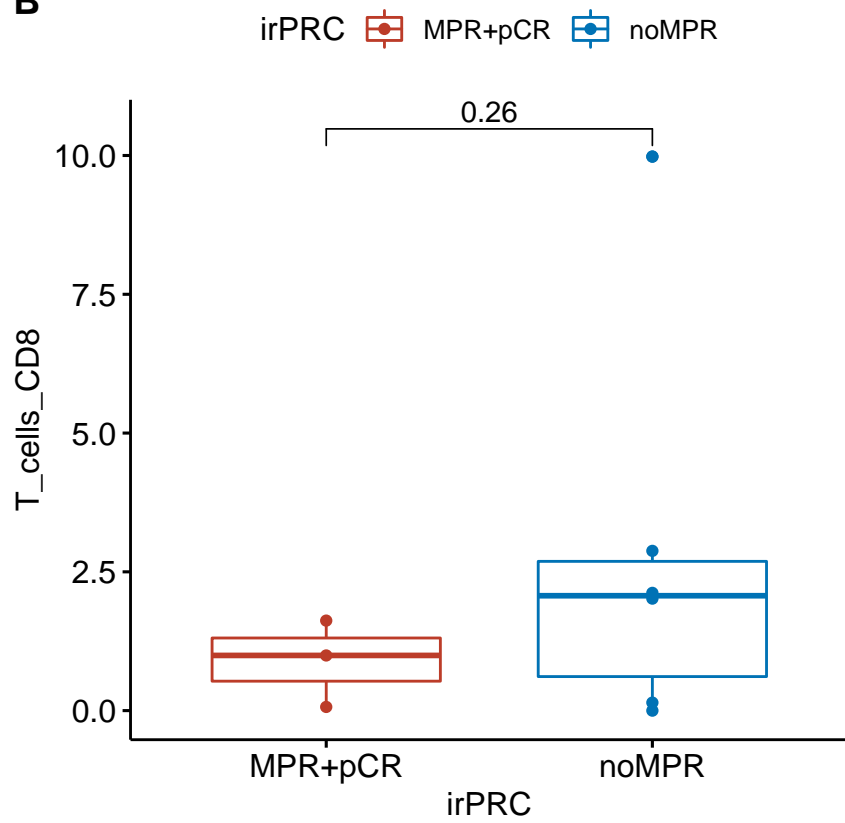 B
irPRC MPR+pCR noMPR
0.26
10.0
7.5
5.0
2.5
0.0
T_cells_CD8
MPR+pCR noMPR
irPRC